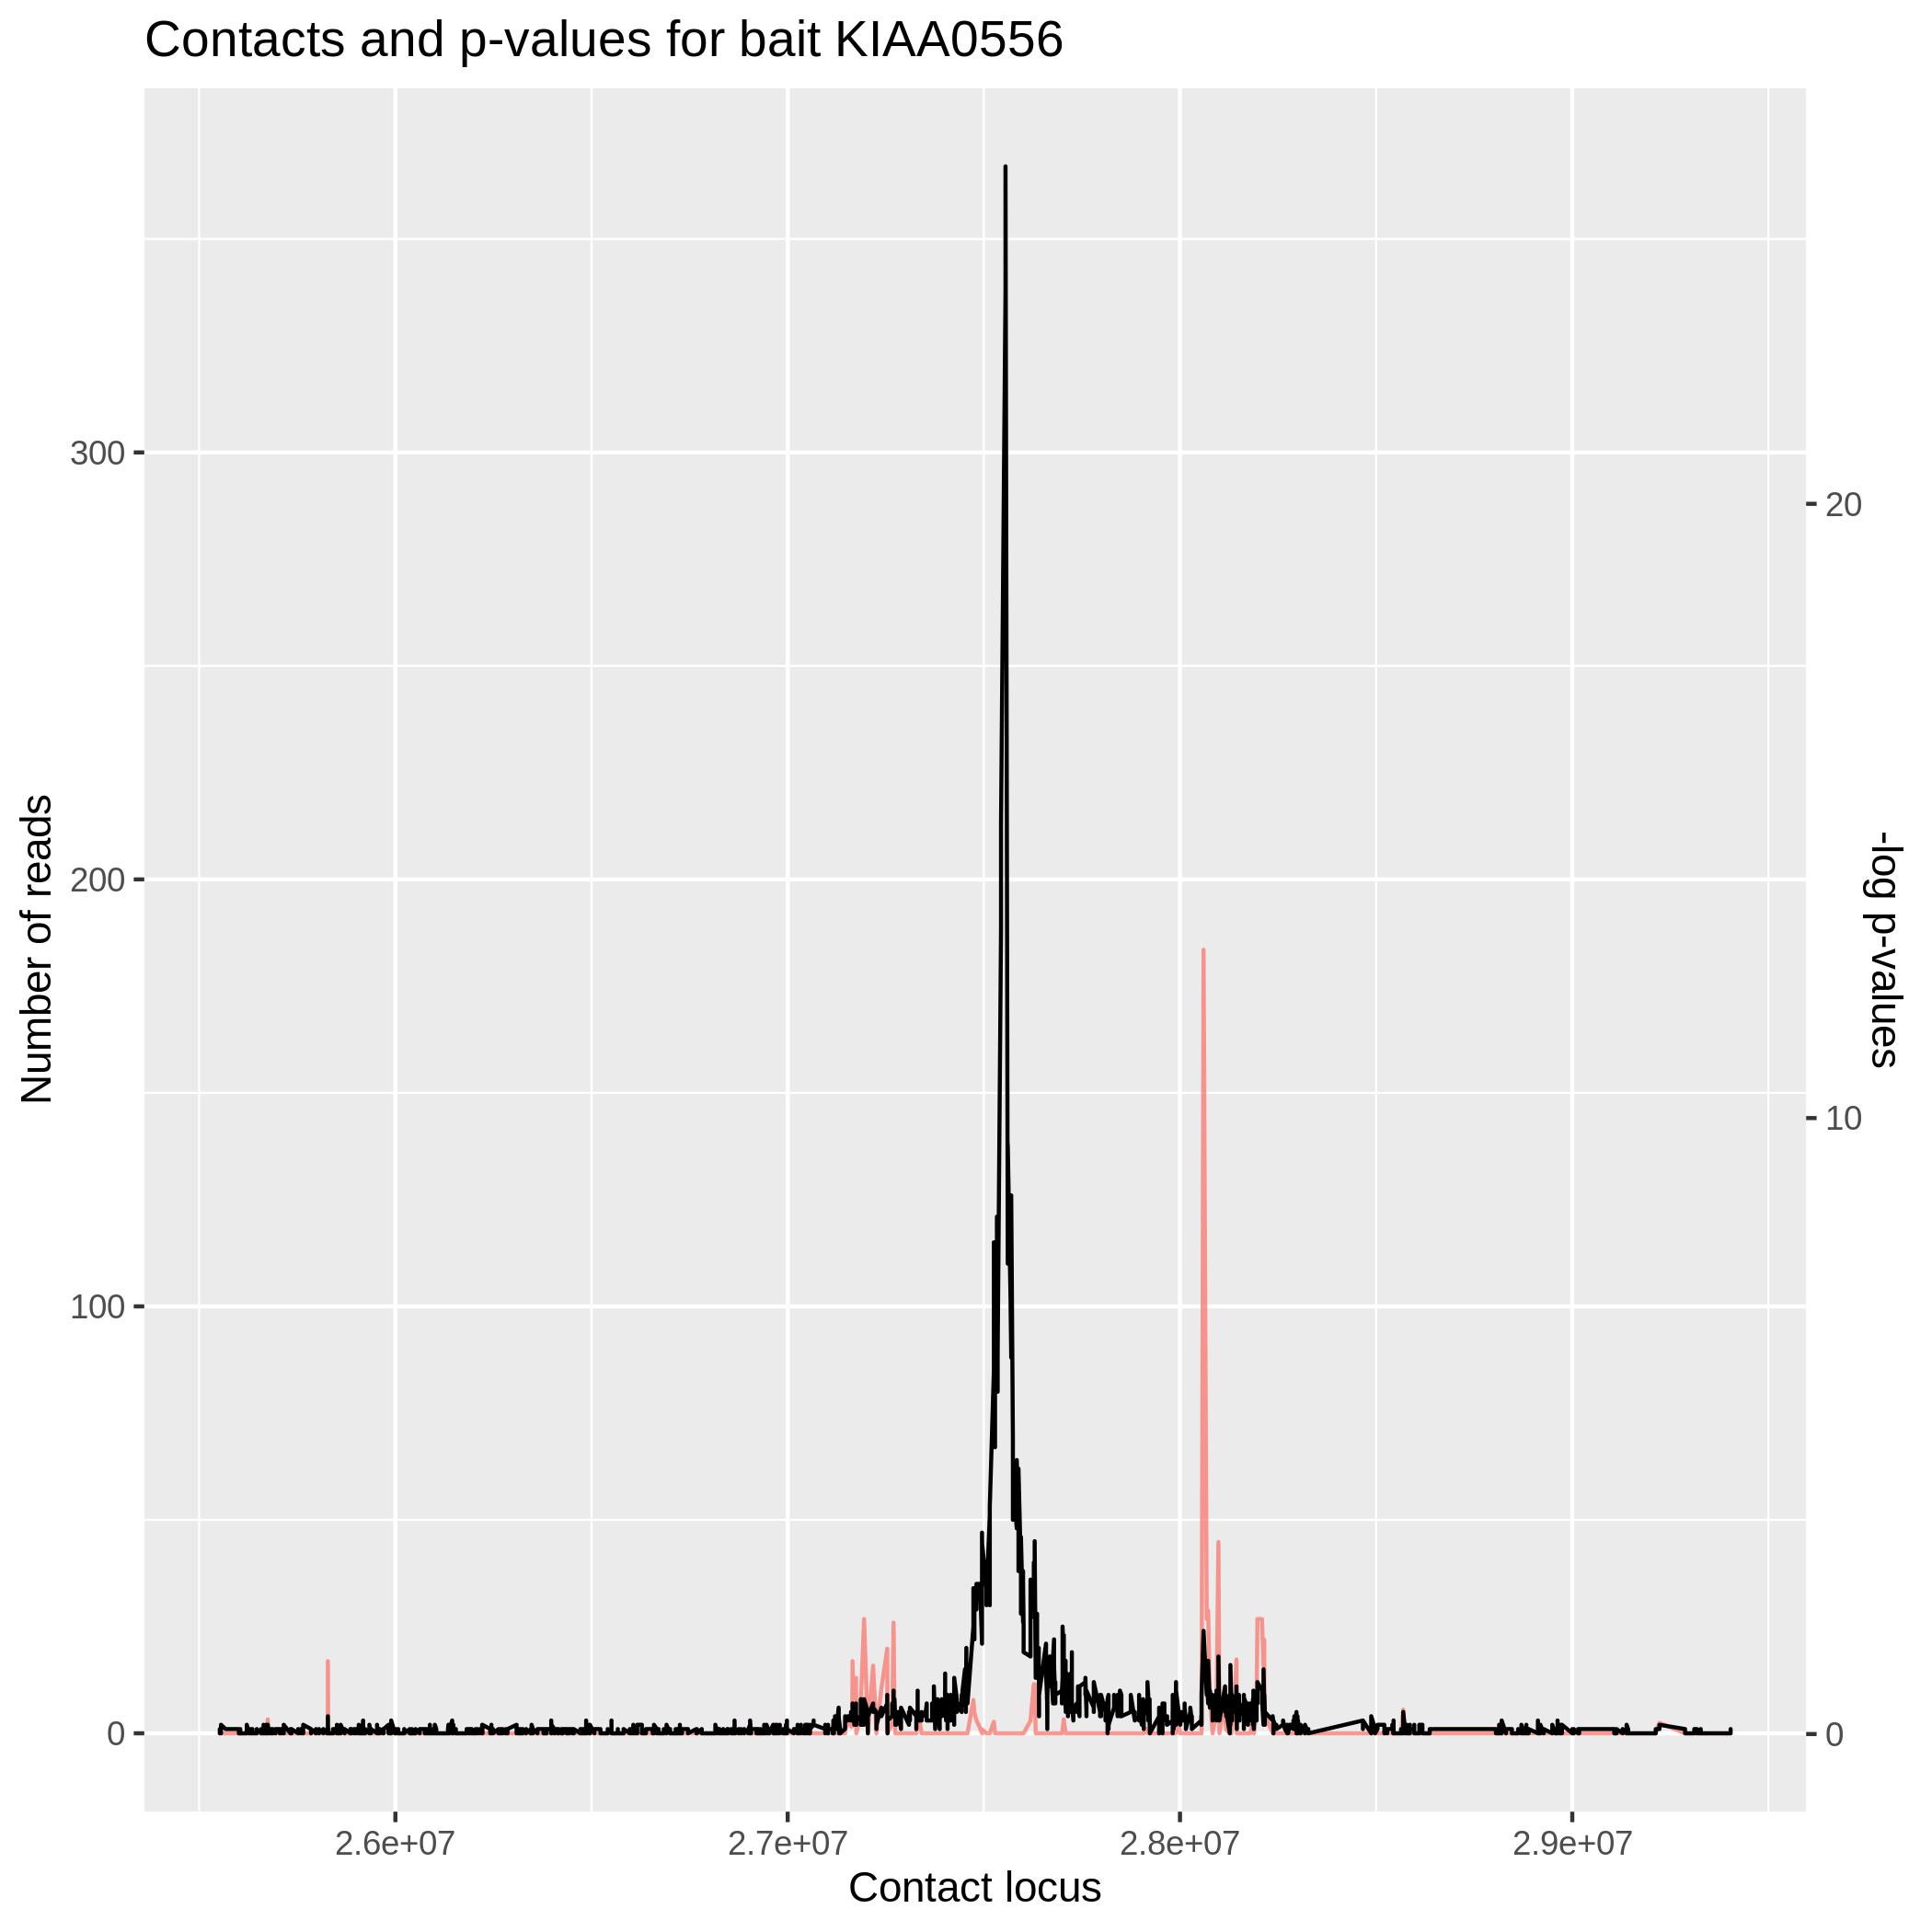 Contacts and p-values for bait KIAA0556
300
200
100
0
Number of reads
20
10
0
-log p-values
2.6e+07 2.7e+07 2.8e+07 2.9e+07
Contact locus